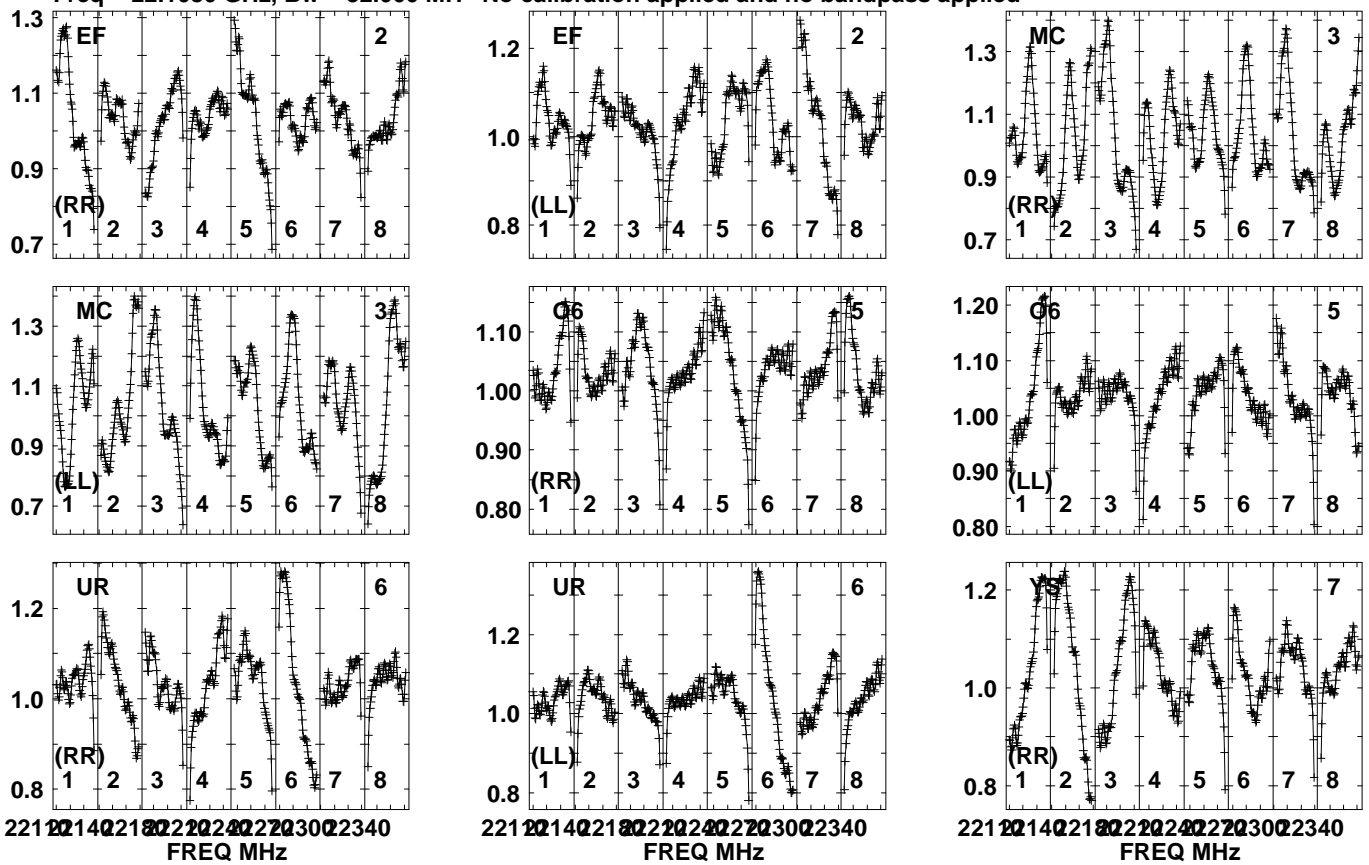 No calibration applied and no bandpass applied
1.3 EF 2 1.2 EF 2 1.3 MC 3
1.1 1.0 1.1
0.9 0.8 0.9
0.7 (RR) 1 2 3 4 5 6 7 8 (LL) 1 2 3 4 5 6 7 8 0.7 (RR) 1 2 3 4 5 6 7 8
1.3 MC 3 1.10 O6 5 1.20 O6 5
1.1 1.00 1.10
0.9 0.90 1.00
0.7 (LL) 1 2 3 4 5 6 7 8 0.80 (RR) 1 2 3 4 5 6 7 8 0.90 0.80 (LL) 1 2 3 4 5 6 7 8
1.2 UR 6 1.2 UR 6 1.2 YS 7
1.0 1.0 1.0
0.8 (RR) 1 2 3 4 5 6 7 8 0.8 (LL) 1 2 3 4 5 6 7 8 0.8 (RR) 1 2 3 4 5 6 7 8
22340 22340
FREQ MHz FREQ MHz